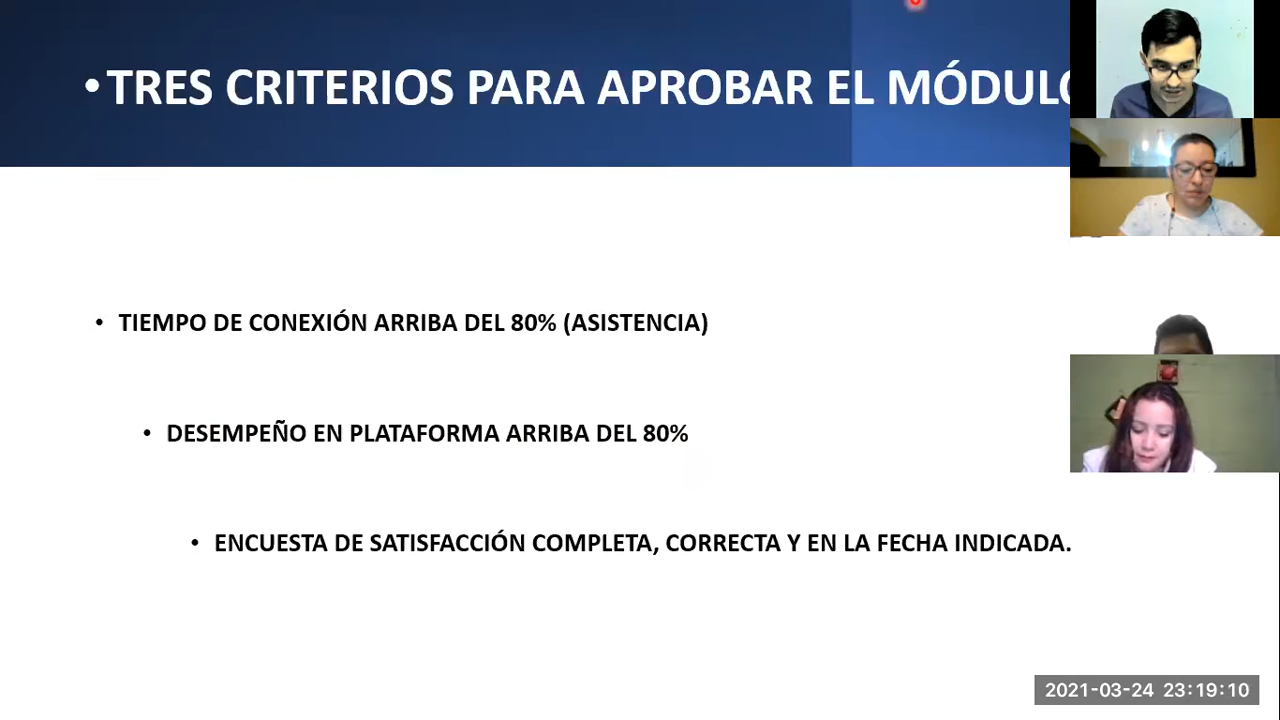 •TRES CRITERIOS PARA APROBAR EL MÓDULO
• TIEMPO DE CONEXIÓN ARRIBA DEL 80% (ASISTENCIA)
• DESEMPEÑO EN PLATAFORMA ARRIBA DEL 80%
• ENCUESTA DE SATISFACCIÓN COMPLETA, CORRECTA Y EN LA FECHA INDICADA.
2021-03-24 23:19:10